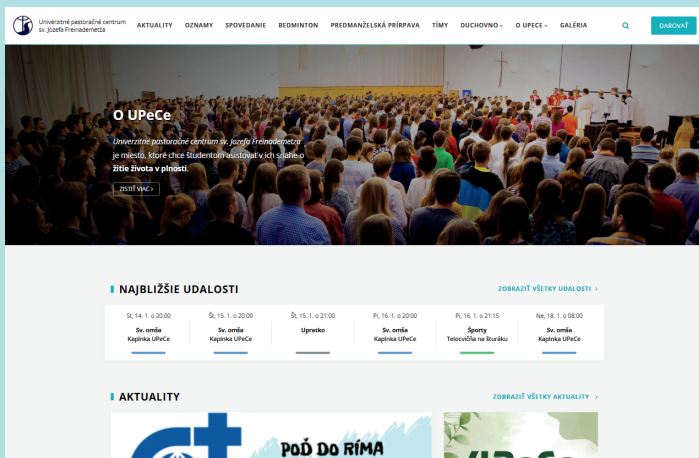 Univerzitné pastoračné centrum
sv. Jozefa Freinademetza
AKTUALITY OZNAMY SPOVEDANIE BEDMINTON PREDMANŽELSKÁ PRÍRPAVA TÍMY DUCHOVNO O UPECE GALÉRIA DAROVAŤ
O UPeCe
Univerzitné pastoračné centrum sv. Jozefa Freinademetza
je miesto, ktoré chce študentom asistovať v ich snahe o
žitie života v plnosti.
ZISTIŤ VIAC >
NAJBLIŽŠIE UDALOSTI ZOBRAZIŤ VŠETKY UDALOSTI >
St, 14. 1. o 20:00 Št, 15. 1. o 20:00 Št, 15. 1. o 21:00 Pi, 16. 1. o 20:00 Pi, 16. 1. o 21:15 Ne, 18. 1. o 08:00
Sv. omša Sv. omša Upratko Sv. omša Športy Sv. omša
Kaplnka UPeCe Kaplnka UPeCe Kaplnka UPeCe Telocvičňa na šturáku Kaplnka UPeCe
AKTUALITY ZOBRAZIŤ VŠETKY AKTUALITY >
POĎ DO RÍMA